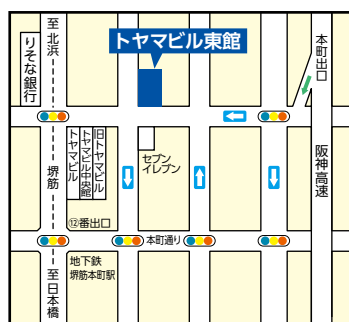 至北浜
りそな銀行
トヤマビル東館
本町出口
阪神高速
堺筋
トヤマビル
トヤマビル中央館
旧トヤマビル
セブン
イレブン
⑫番出口
本町通り
地下鉄
堺筋本町駅
至日本橋